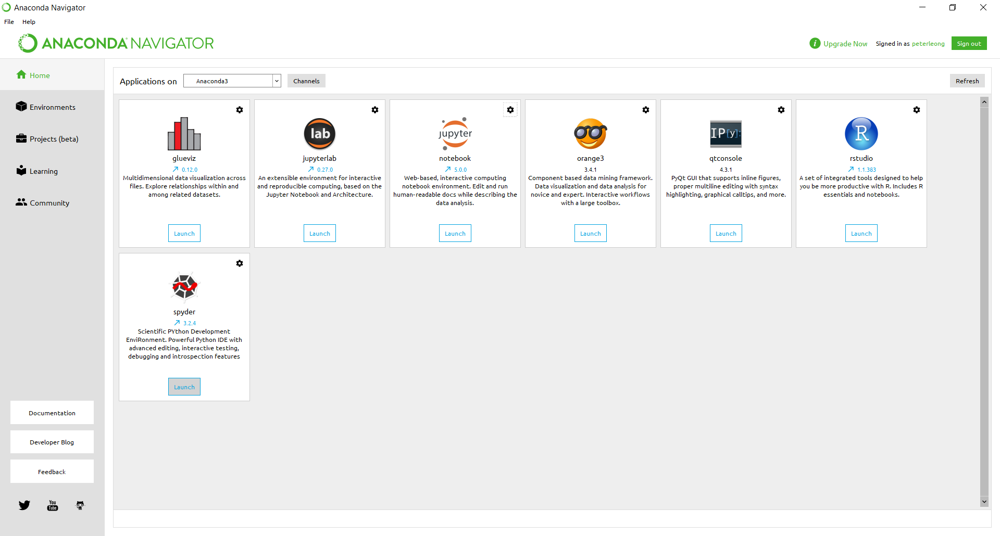 Anaconda Navigator
File Help
ANACONDA NAVIGATOR
i Upgrade Now Signed in as peterleong Sign out
Home
Environments
Projects (beta)
Learning
Community
Documentation
Developer Blog
Feedback
You
Tube
Applications on Anaconda3 Channels Refresh
glueviz
0.12.0
Multidimensional data visualization across
files. Explore relationships within and
among related datasets.
Launch
lab
jupyterlab
0.27.0
An extensible environment for interactive
and reproducible computing, based on the
Jupyter Notebook and Architecture.
Launch
jupyter
notebook
5.0.0
Web-based, interactive computing
notebook environment. Edit and run
human-readable docs while describing the
data analysis.
Launch
orange3
3.4.1
Component based data mining framework.
Data visualization and data analysis for
novice and expert. Interactive workflows
with a large toolbox.
Launch
IP[y]:
qtconsole
4.3.1
PyQt GUI that supports inline figures,
proper multiline editing with syntax
highlighting, graphical calltips, and more.
Launch
R
rstudio
1.1.383
A set of integrated tools designed to help
you be more productive with R. Includes R
essentials and notebooks.
Launch
spyder
3.2.4
Scientific PYthon Development
EnviRonment. Powerful Python IDE with
advanced editing, interactive testing,
debugging and introspection features
Launch